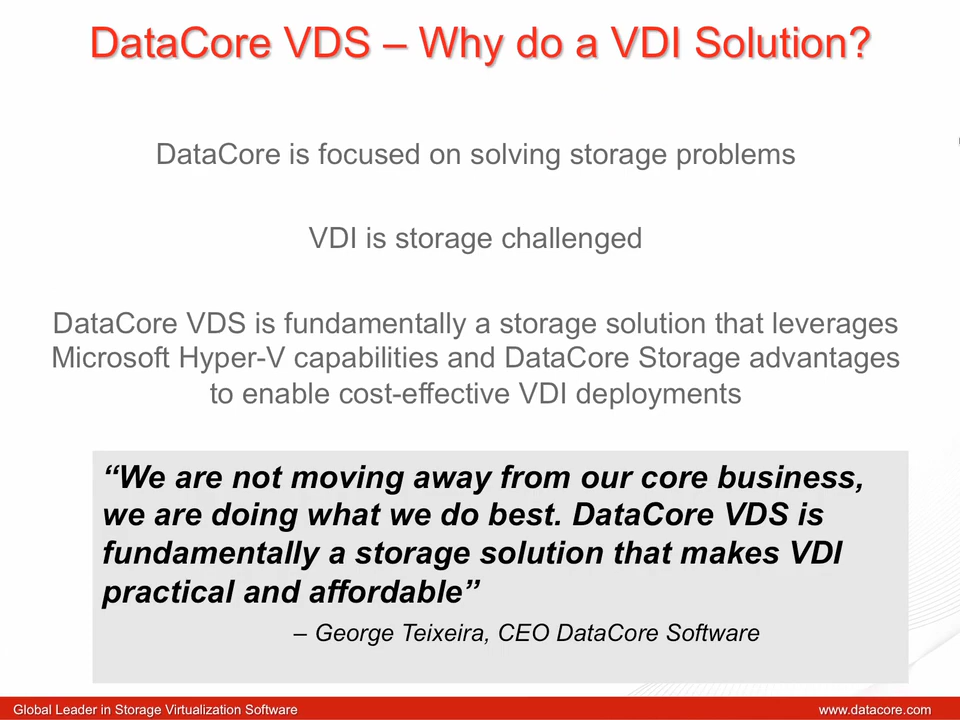 DataCore VDS – Why do a VDI Solution?
DataCore is focused on solving storage problems
VDI is storage challenged
DataCore VDS is fundamentally a storage solution that leverages
Microsoft Hyper-V capabilities and DataCore Storage advantages
to enable cost-effective VDI deployments
“We are not moving away from our core business,
we are doing what we do best. DataCore VDS is
fundamentally a storage solution that makes VDI
practical and affordable”
– George Teixeira, CEO DataCore Software
Global Leader in Storage Virtualization Software
www.datacore.com